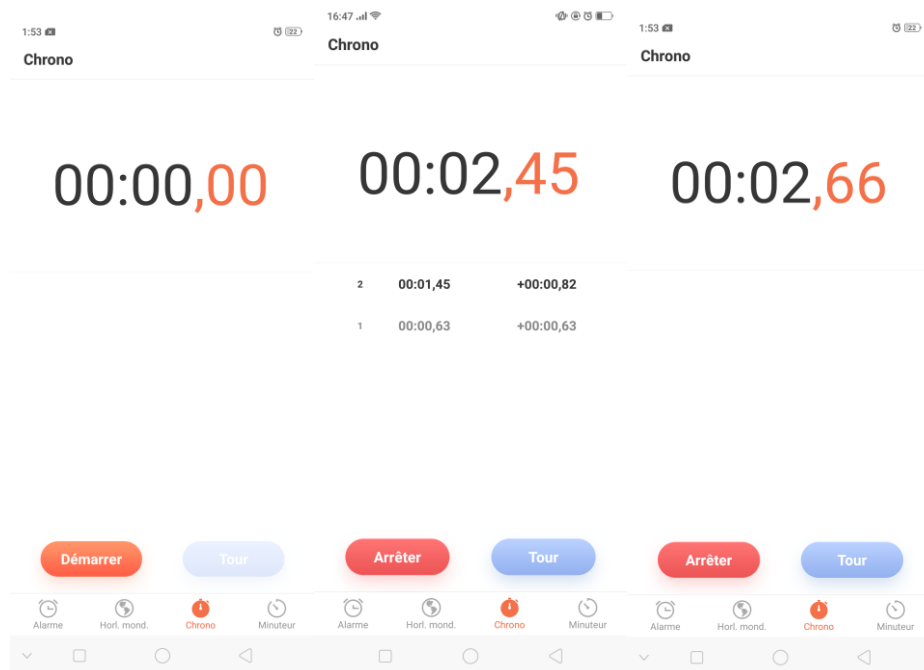 1:53
22
Chrono
00:00,00
Démarrer
Tour
Alarme
Horl. mond.
Chrono
Minuteur
16:47
Chrono
00:02,45
2 00:01,45 +00:00,82
1 00:00,63 +00:00,63
Arrêter
Tour
Alarme
Horl. mond.
Chrono
Minuteur
1:53
22
Chrono
00:02,66
Arrêter
Tour
Alarme
Horl. mond.
Chrono
Minuteur